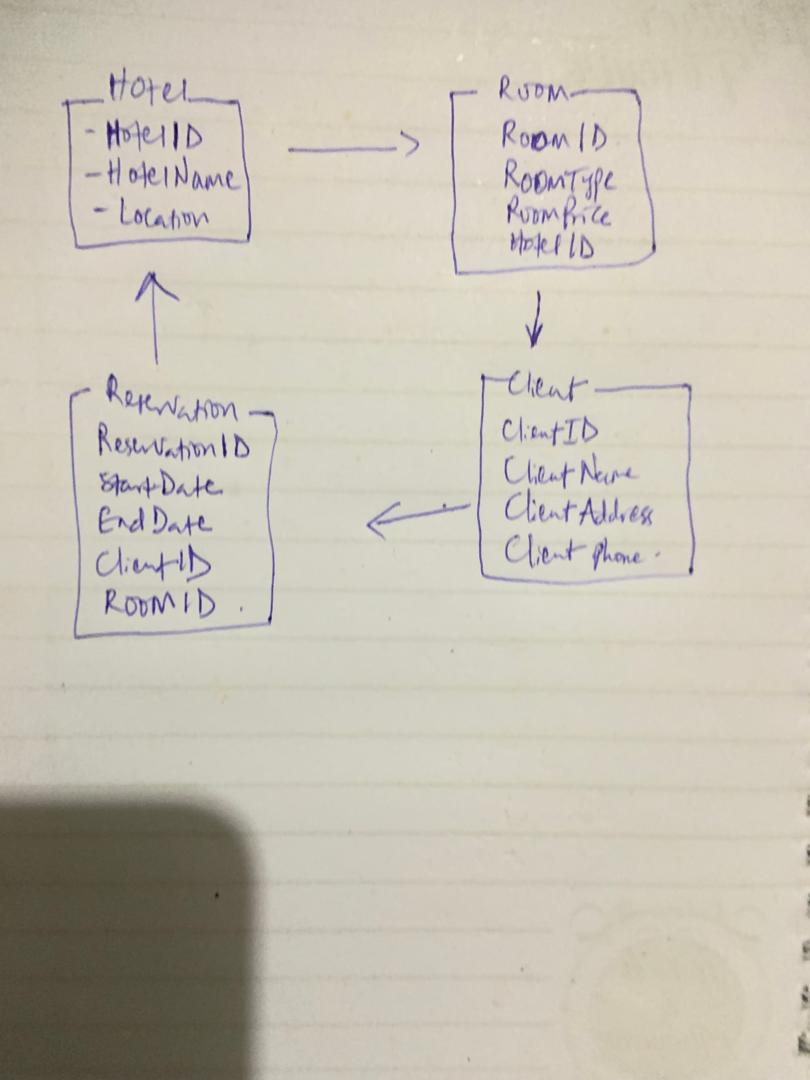 Hotel
- HotelID
- HotelName
- Location
Room
RoomID
RoomType
RoomPrice
HotelID
Reservation
ReservationID
StartDate
EndDate
ClientID
ROOMID .
Client
ClientID
ClientName
ClientAddress
Client phone .